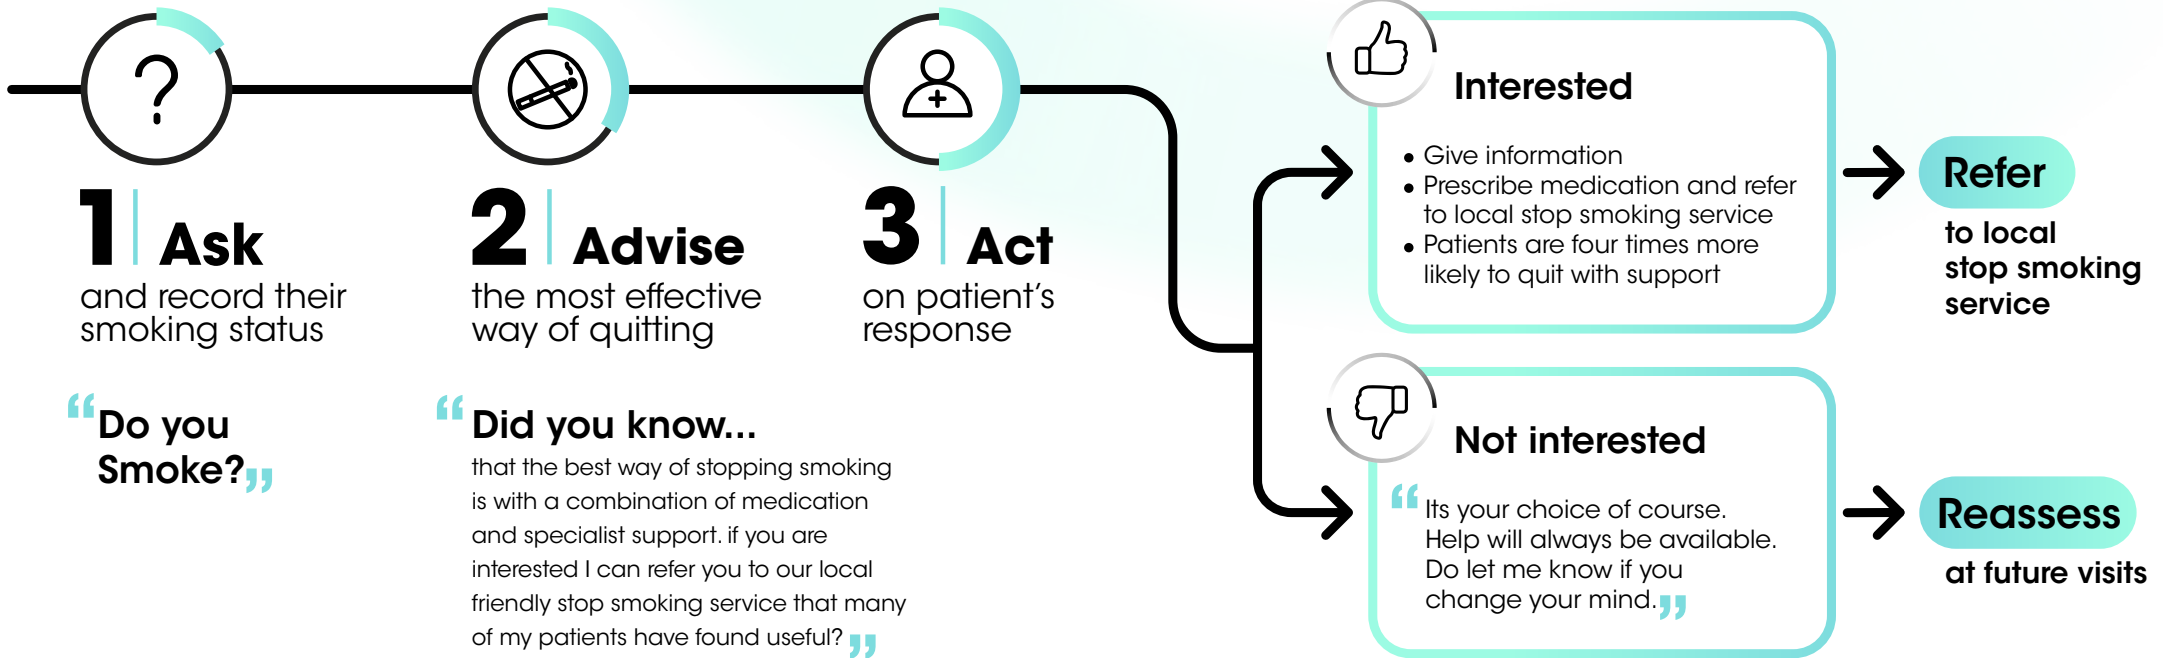 1 | Ask
and record their
smoking status
“Do you
Smoke?”
2 | Advise
the most effective
way of quitting
“Did you know...
that the best way of stopping smoking
is with a combination of medication
and specialist support. if you are
interested I can refer you to our local
friendly stop smoking service that many
of my patients have found useful?”
3 | Act
on patient’s
response
Interested
• Give information
• Prescribe medication and refer
to local stop smoking service
• Patients are four times more
likely to quit with support
Refer
to local
stop smoking
service
Not interested
“Its your choice of course.
Help will always be available.
Do let me know if you
change your mind.”
Reassess
at future visits